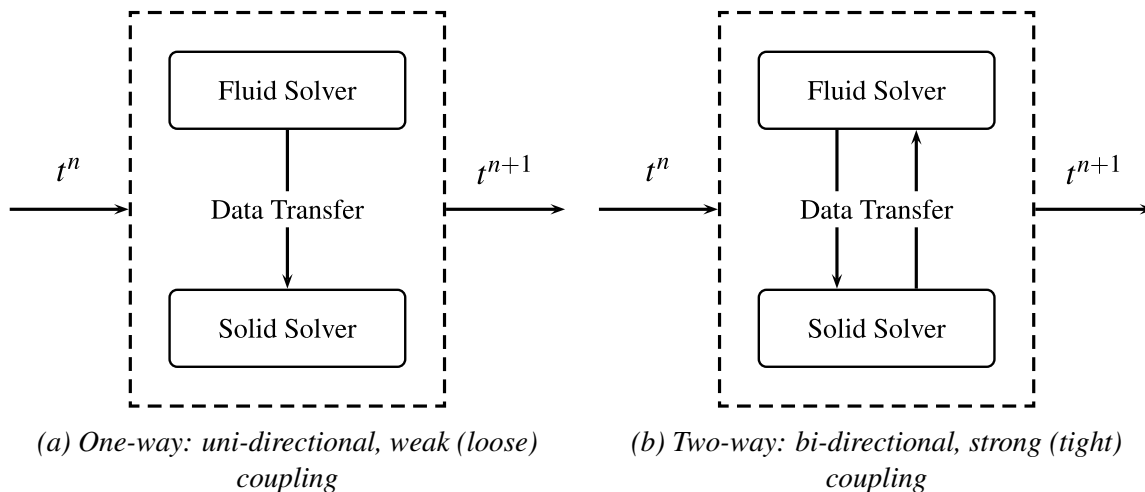 Fluid Solver
t^n
Data Transfer
t^{n+1}
Solid Solver
(a) One-way: uni-directional, weak (loose)
coupling
Fluid Solver
t^n
Data Transfer
t^{n+1}
Solid Solver
(b) Two-way: bi-directional, strong (tight)
coupling